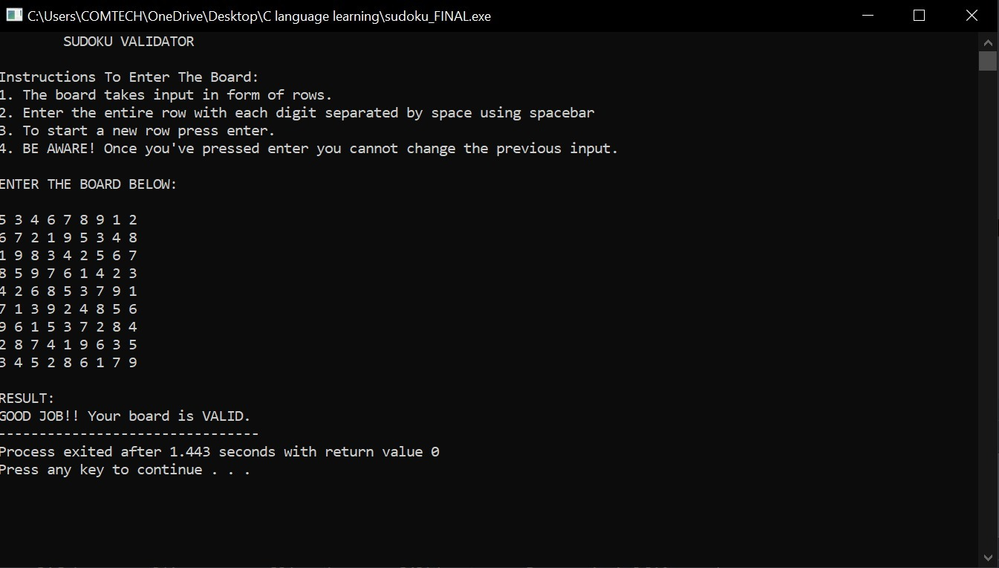 C:\Users\COMTECH\OneDrive\Desktop\C language learning\sudoku_FINAL.exe
SUDOKU VALIDATOR
Instructions To Enter The Board:
1. The board takes input in form of rows.
2. Enter the entire row with each digit separated by space using spacebar
3. To start a new row press enter.
4. BE AWARE! Once you've pressed enter you cannot change the previous input.
ENTER THE BOARD BELOW:
5 3 4 6 7 8 9 1 2
6 7 2 1 9 5 3 4 8
1 9 8 3 4 2 5 6 7
8 5 9 7 6 1 4 2 3
4 2 6 8 5 3 7 9 1
7 1 3 9 2 4 8 5 6
9 6 1 5 3 7 2 8 4
2 8 7 4 1 9 6 3 5
3 4 5 2 8 6 1 7 9
RESULT:
GOOD JOB!! Your board is VALID.
--------------------------------
Process exited after 1.443 seconds with return value 0
Press any key to continue . . .